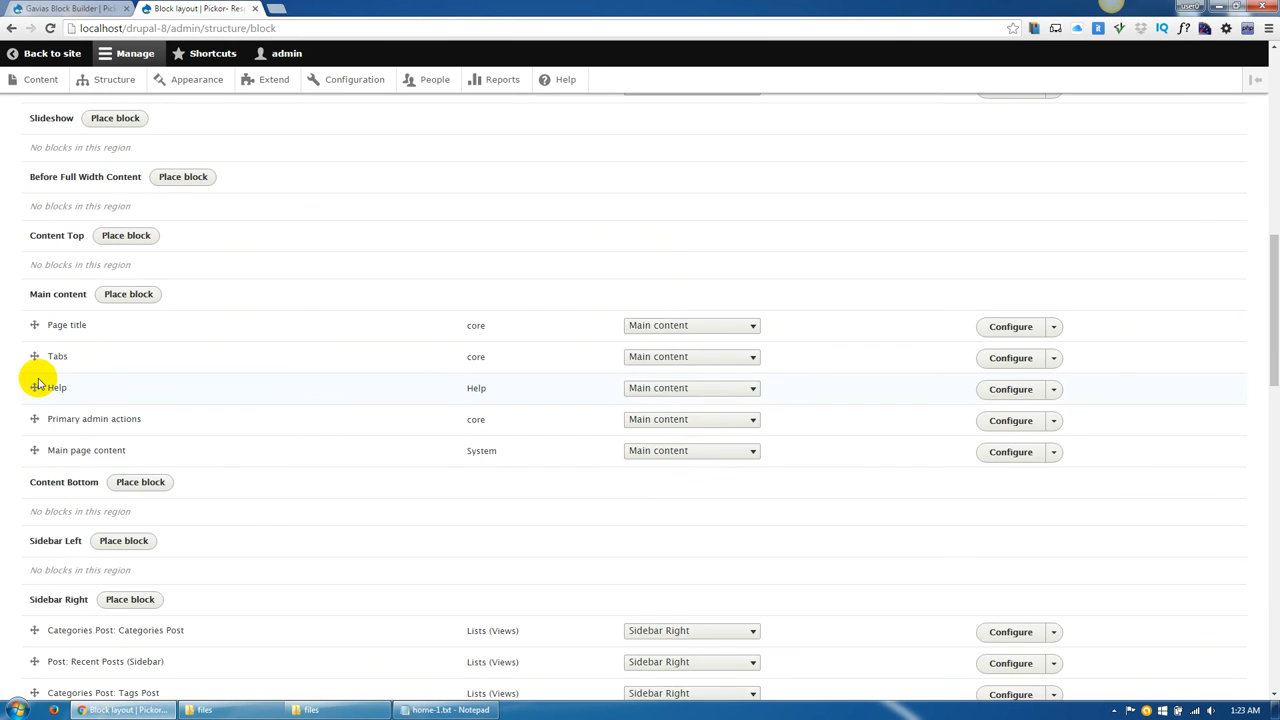 Gavias Block Builder | Pick
Block layout | Pickor- Resp
user0
localhost/drupal-8/admin/structure/block
Back to site Manage Shortcuts admin
Content Structure Appearance Extend Configuration People Reports Help
Slideshow Place block
No blocks in this region
Before Full Width Content Place block
No blocks in this region
Content Top Place block
No blocks in this region
Main content Place block
Page title core Main content Configure
Tabs core Main content Configure
Help Help Main content Configure
Primary admin actions core Main content Configure
Main page content System Main content Configure
Content Bottom Place block
No blocks in this region
Sidebar Left Place block
No blocks in this region
Sidebar Right Place block
Categories Post: Categories Post Lists (Views) Sidebar Right Configure
Post: Recent Posts (Sidebar) Lists (Views) Sidebar Right Configure
Categories Post: Tags Post Lists (Views) Sidebar Right Configure
Block layout | Pickor... files files home-1.txt - Notepad 1:23 AM